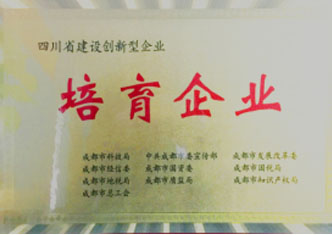 四川省建设创新型企业
培育企业
成都市科技局 中共成都市委宣传部 成都市发展改革委
成都市经信委 成都市国资委 成都市国税局
成都市地税局 成都市质监局 成都市知识产权局
成都市总工会